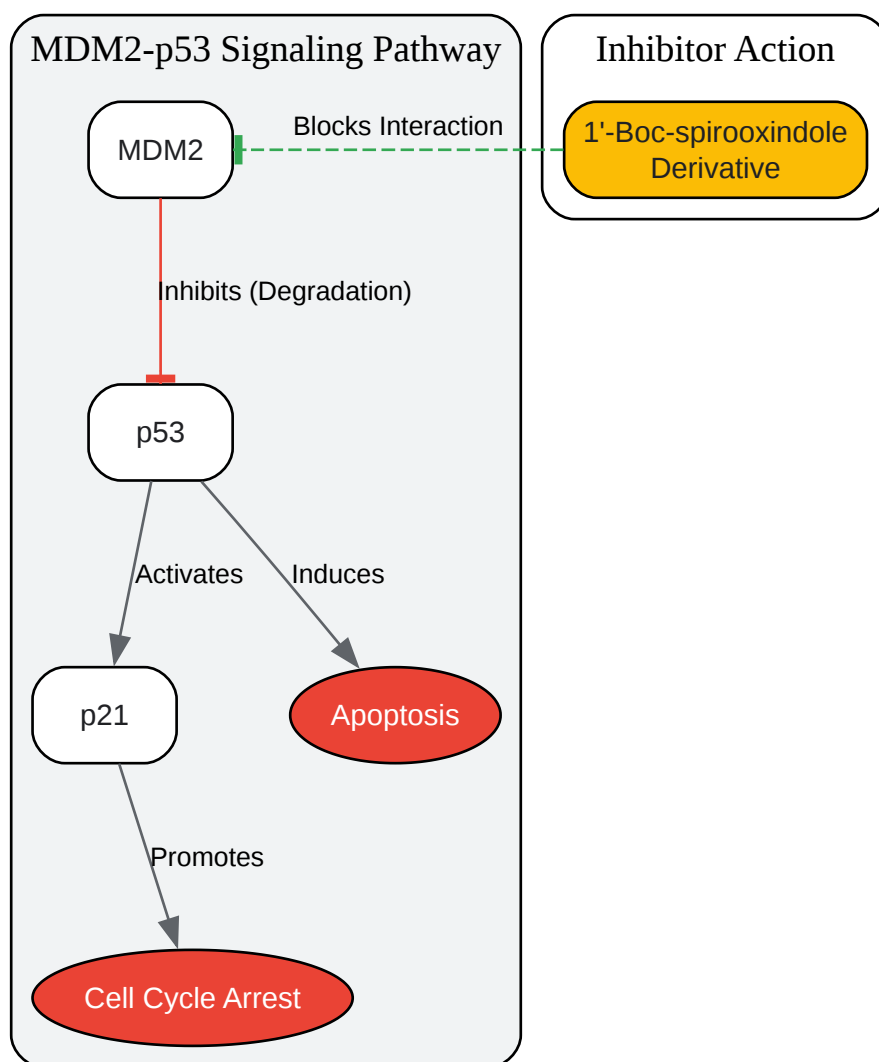 MDM2-p53 Signaling Pathway
Inhibitor Action
MDM2
Blocks Interaction
1'-Boc-spirooxindole
Derivative
Inhibits (Degradation)
p53
Activates
Induces
p21
Apoptosis
Promotes
Cell Cycle Arrest